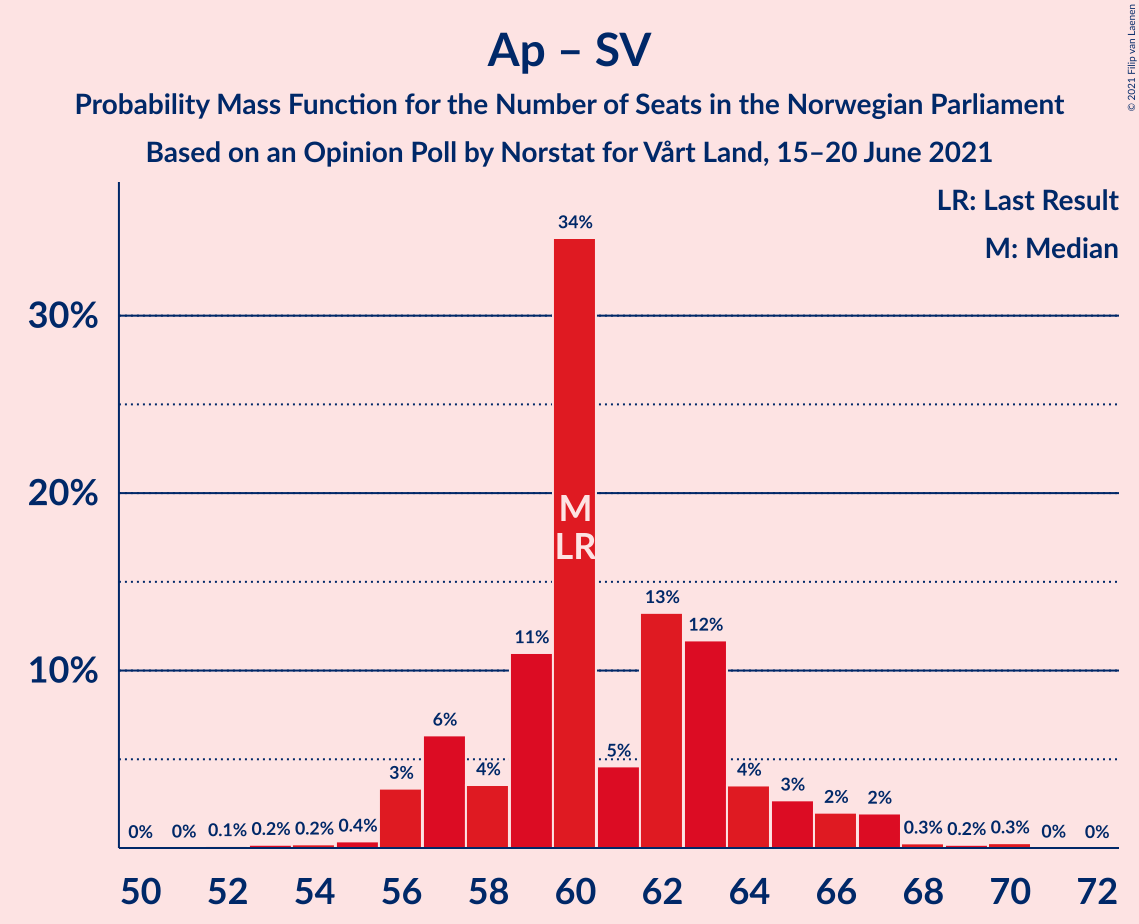 Ap – SV
Probability Mass Function for the Number of Seats in the Norwegian Parliament
Based on an Opinion Poll by Norstat for Vårt Land, 15–20 June 2021
© 2021 Filip van Laenen
LR: Last Result
M: Median
30%
20%
10%
0% 0% 0.1% 0.2% 0.2% 0.4% 3% 6% 4% 11% 34% 5% 13% 12% 4% 3% 2% 2% 0.3% 0.2% 0.3% 0% 0%
M
LR
50 52 54 56 58 60 62 64 66 68 70 72